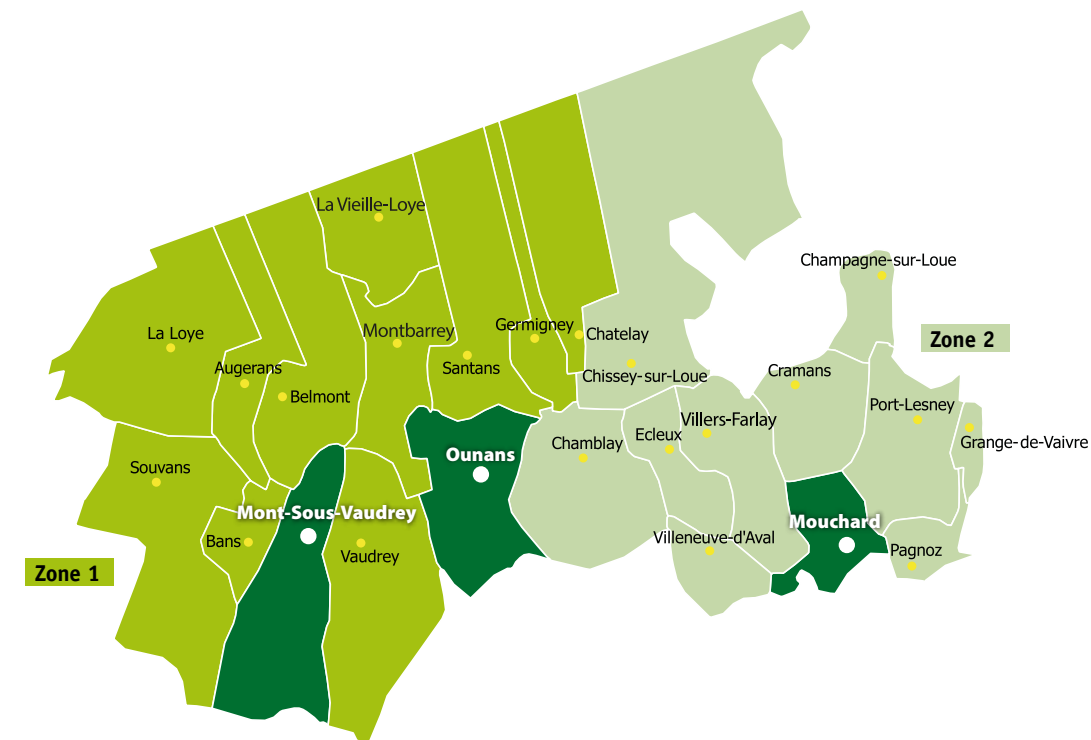 La Vieille-Loye
Champagne-sur-Loue
La Loye
Montbarrey
Germigney
Chatelay
Zone 2
Augerans
Santans
Chissey-sur-Loue
Cramans
Belmont
Port-Lesney
Villers-Farlay
Ecleux
Chamblay
Grange-de-Vaivre
Ounans
Souvans
Mont-Sous-Vaudrey
Mouchard
Bans
Vaudrey
Villeneuve-d'Aval
Pagnoz
Zone 1